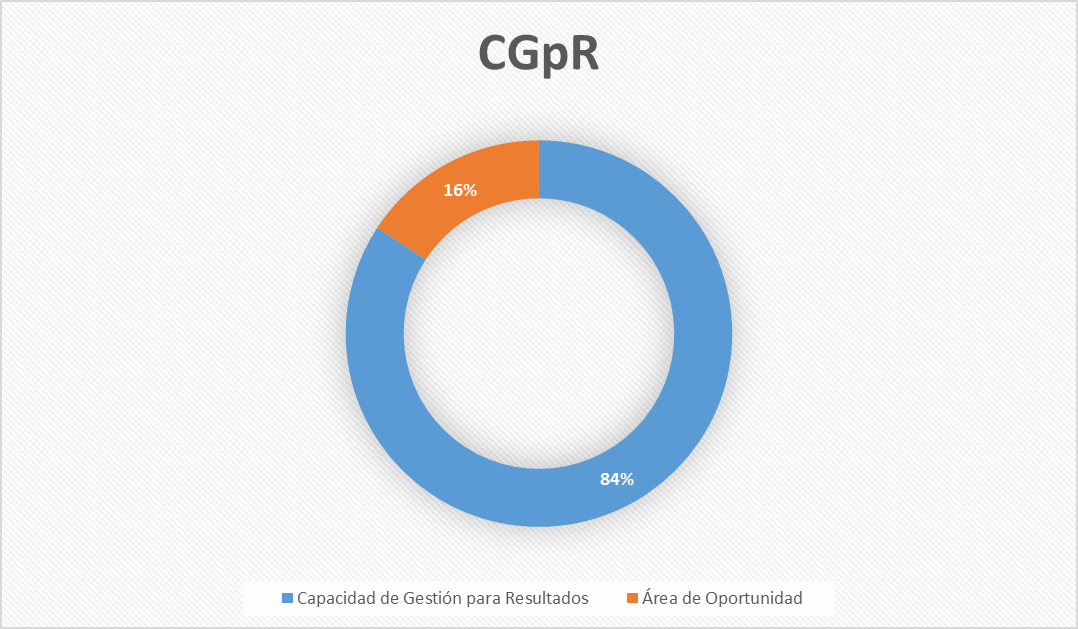 CGpR
16%
84%
Capacidad de Gestión para Resultados
Área de Oportunidad